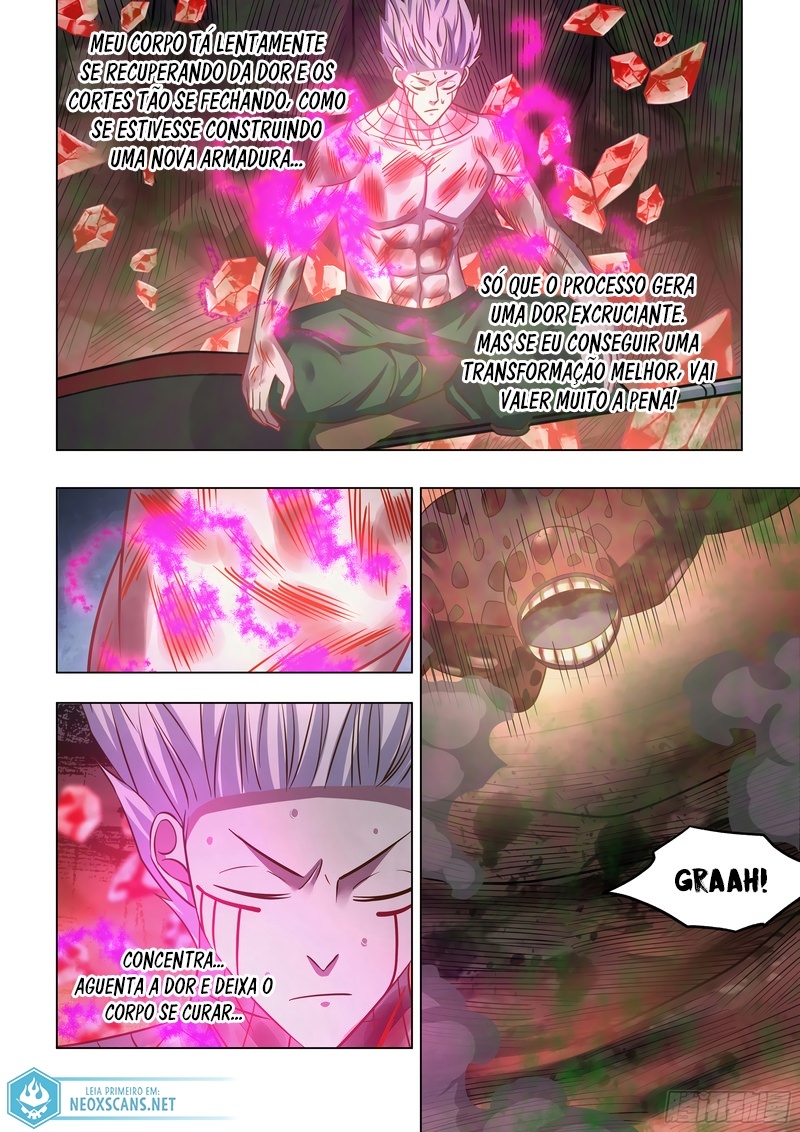 MEU CORPO TÁ LENTAMENTE
SE RECUPERANDO DA DOR E OS
CORTES TÃO SE FECHANDO, COMO
SE ESTIVESSE CONSTRUINDO
UMA NOVA ARMADURA...
SÓ QUE O PROCESSO GERA
UMA DOR EXCRUCIANTE.
MAS SE EU CONSEGUIR UMA
TRANSFORMAÇÃO MELHOR, VAI
VALER MUITO A PENA!
GRAAH!
CONCENTRA...
AGUENTA A DOR E DEIXA O
CORPO SE CURAR...
LEIA PRIMEIRO EM:
NEOXSCANS.NET